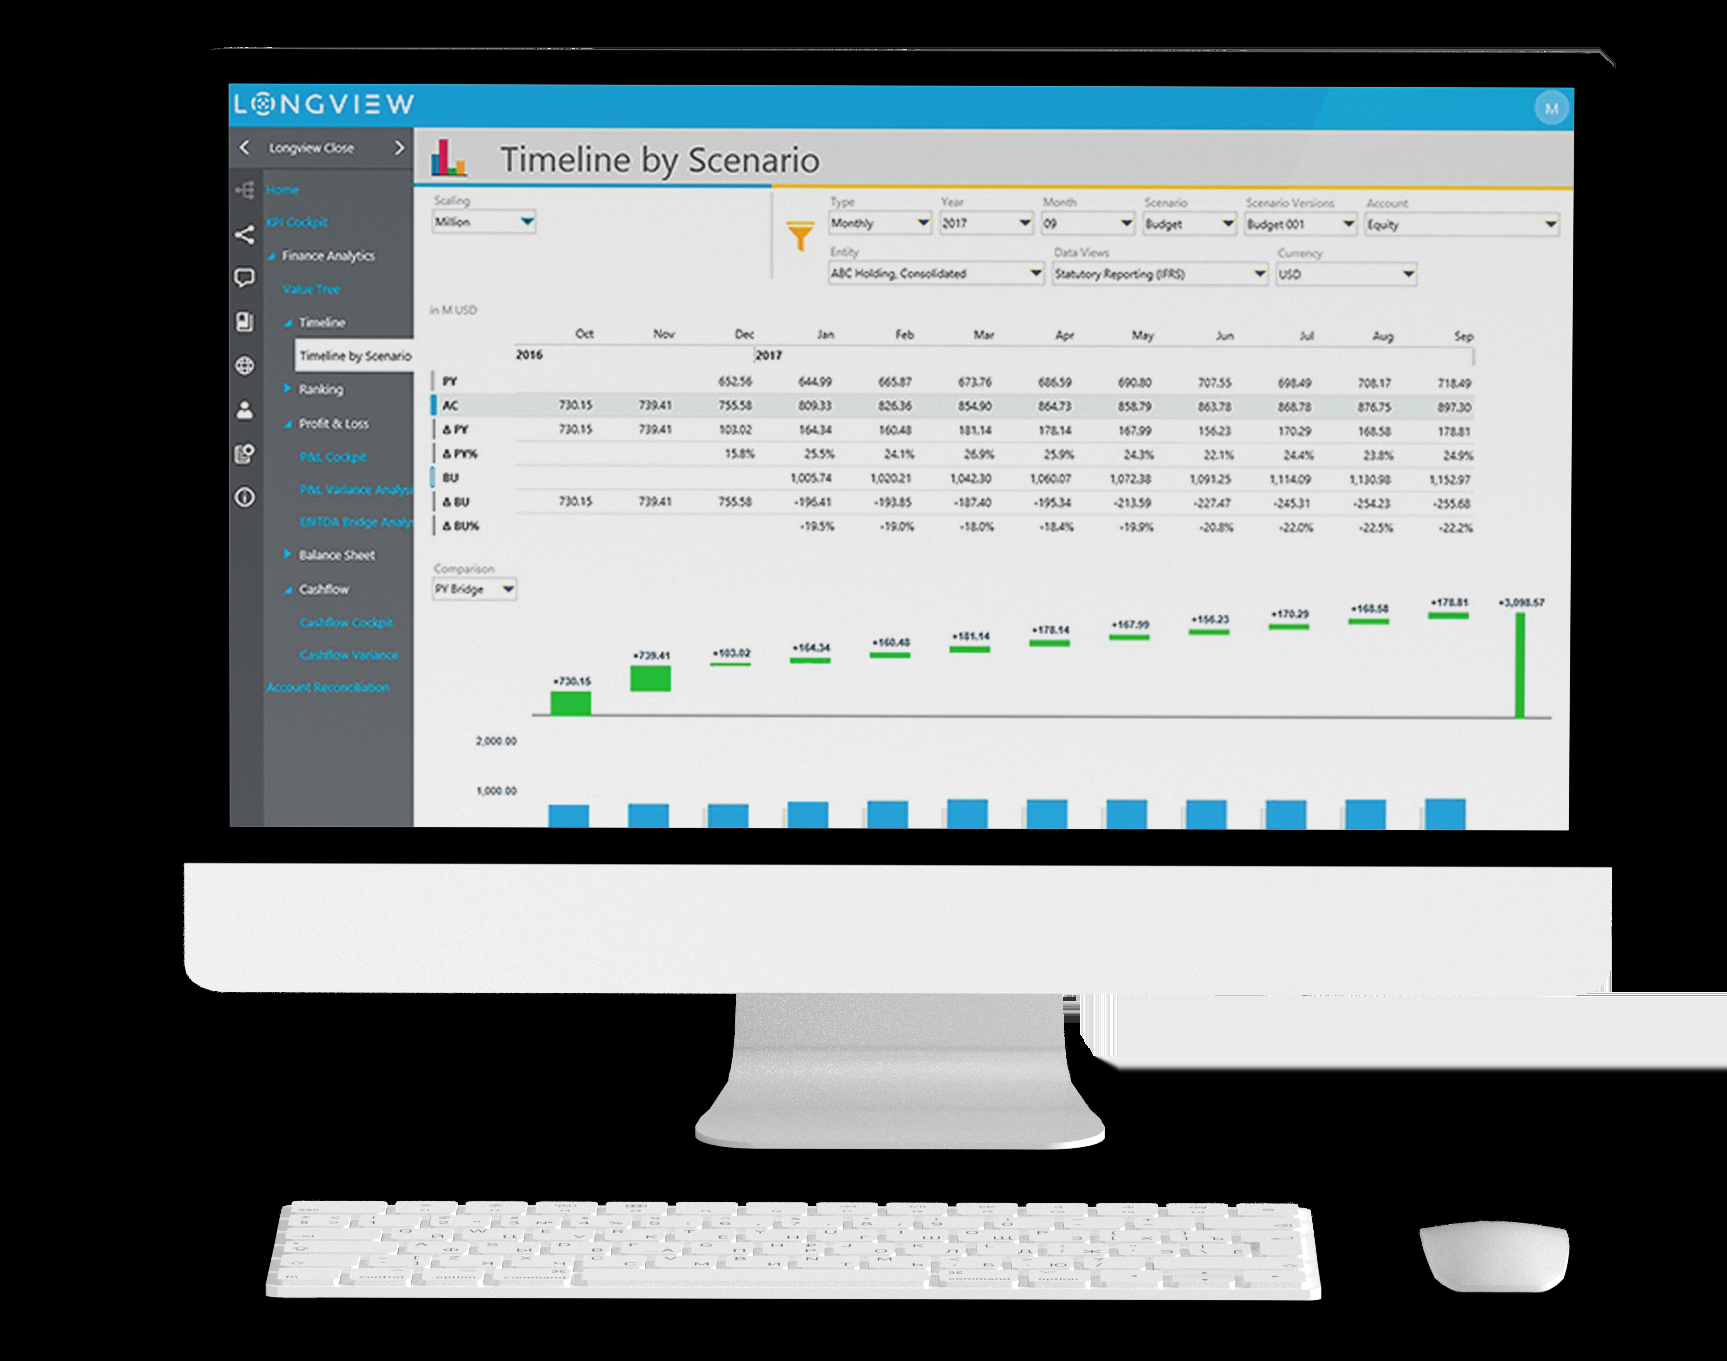 LONGVIEW
M
Longview Close
Timeline by Scenario
Home
KPI Cockpit
Finance Analytics
Value Tree
Timeline
Timeline by Scenario
Ranking
Profit & Loss
P&L Cockpit
P&L Variance Analysi
EBITDA Bridge Analy
Balance Sheet
Cashflow
Cashflow Cockpit
Cashflow Variance
Account Reconciliation
Scaling
Million
Type Year Month Scenario Scenario Versions Account
Monthly 2017 09 Budget Budget 001 Equity
Entity Data Views Currency
ABC Holding, Consolidated Statutory Reporting (IFRS) USD
in M USD
Oct Nov Dec Jan Feb Mar Apr May Jun Jul Aug Sep
2016 2017
PY 652.56 644.99 665.87 673.76 686.59 690.80 707.55 698.49 708.17 718.49
AC 730.15 739.41 755.58 809.33 826.36 854.90 864.73 858.79 863.78 868.78 876.75 897.30
Δ PY 730.15 739.41 103.02 164.34 160.48 181.14 178.14 167.99 156.23 170.29 168.58 178.81
Δ PY% 15.8% 25.5% 24.1% 26.9% 25.9% 24.3% 22.1% 24.4% 23.8% 24.9%
BU 1,005.74 1,020.21 1,042.30 1,060.07 1,072.38 1,091.25 1,114.09 1,130.98 1,152.97
Δ BU 730.15 739.41 755.58 -196.41 -193.85 -187.40 -195.34 -213.59 -227.47 -245.31 -254.23 -255.68
Δ BU% -19.5% -19.0% -18.0% -18.4% -19.9% -20.8% -22.0% -22.5% -22.2%
Comparison
PY Bridge
+730.15 +739.41 +103.02 +164.34 +160.48 +181.14 +178.14 +167.99 +156.23 +170.29 +168.58 +178.81 +3,098.57
2,000.00
1,000.00
control option command command option